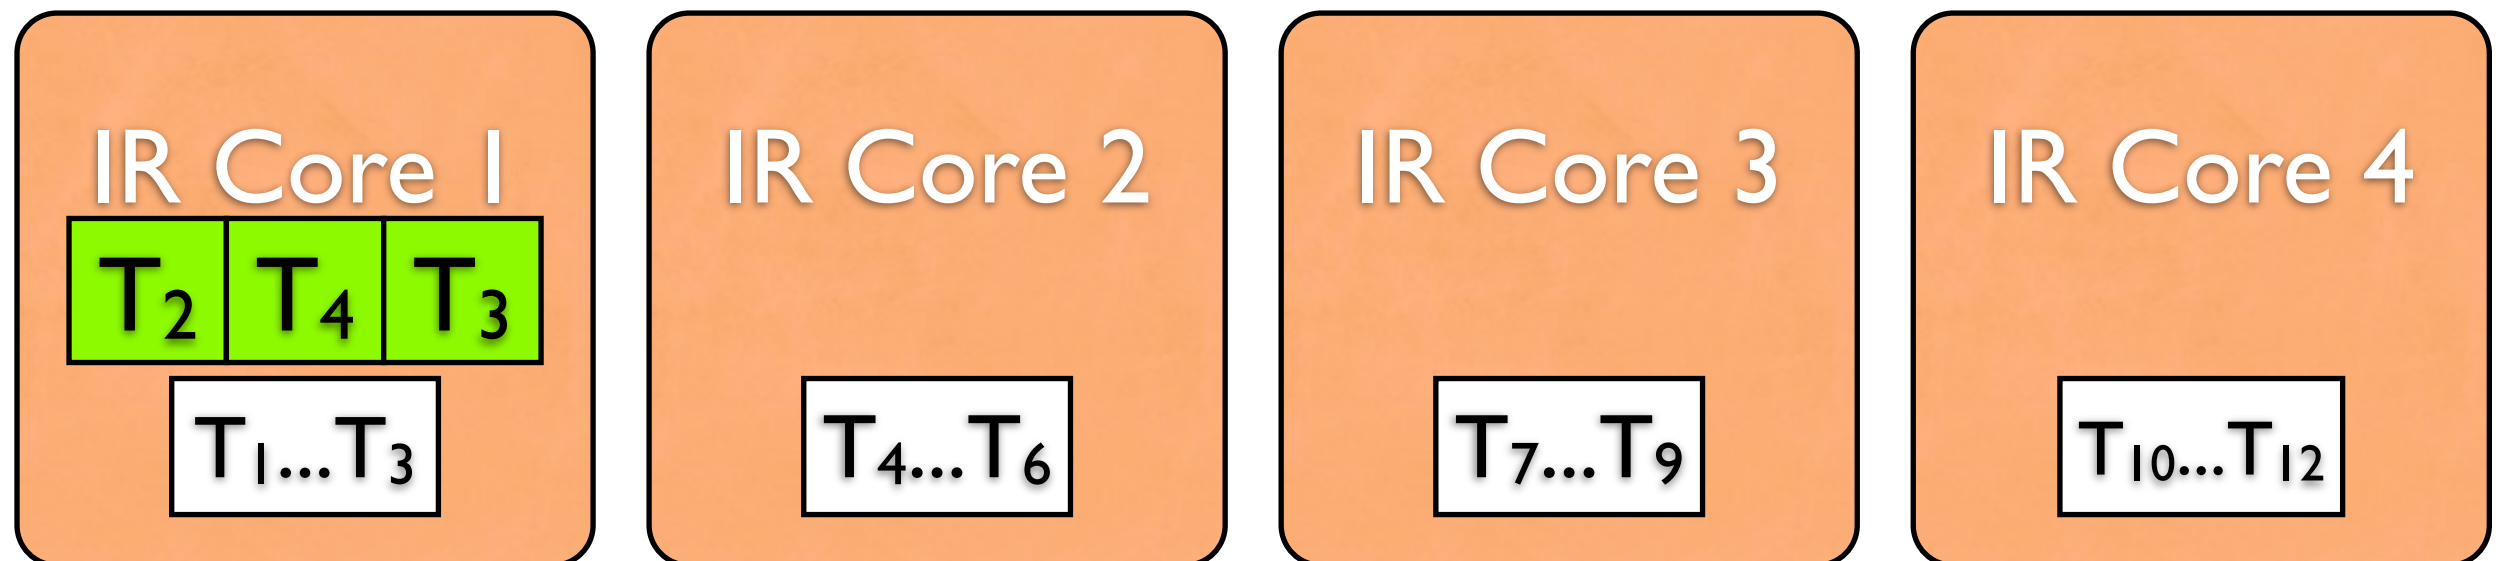 IR Core 1
T2 T4 T3
T1...T3
IR Core 2
T4...T6
IR Core 3
T7...T9
IR Core 4
T10...T12